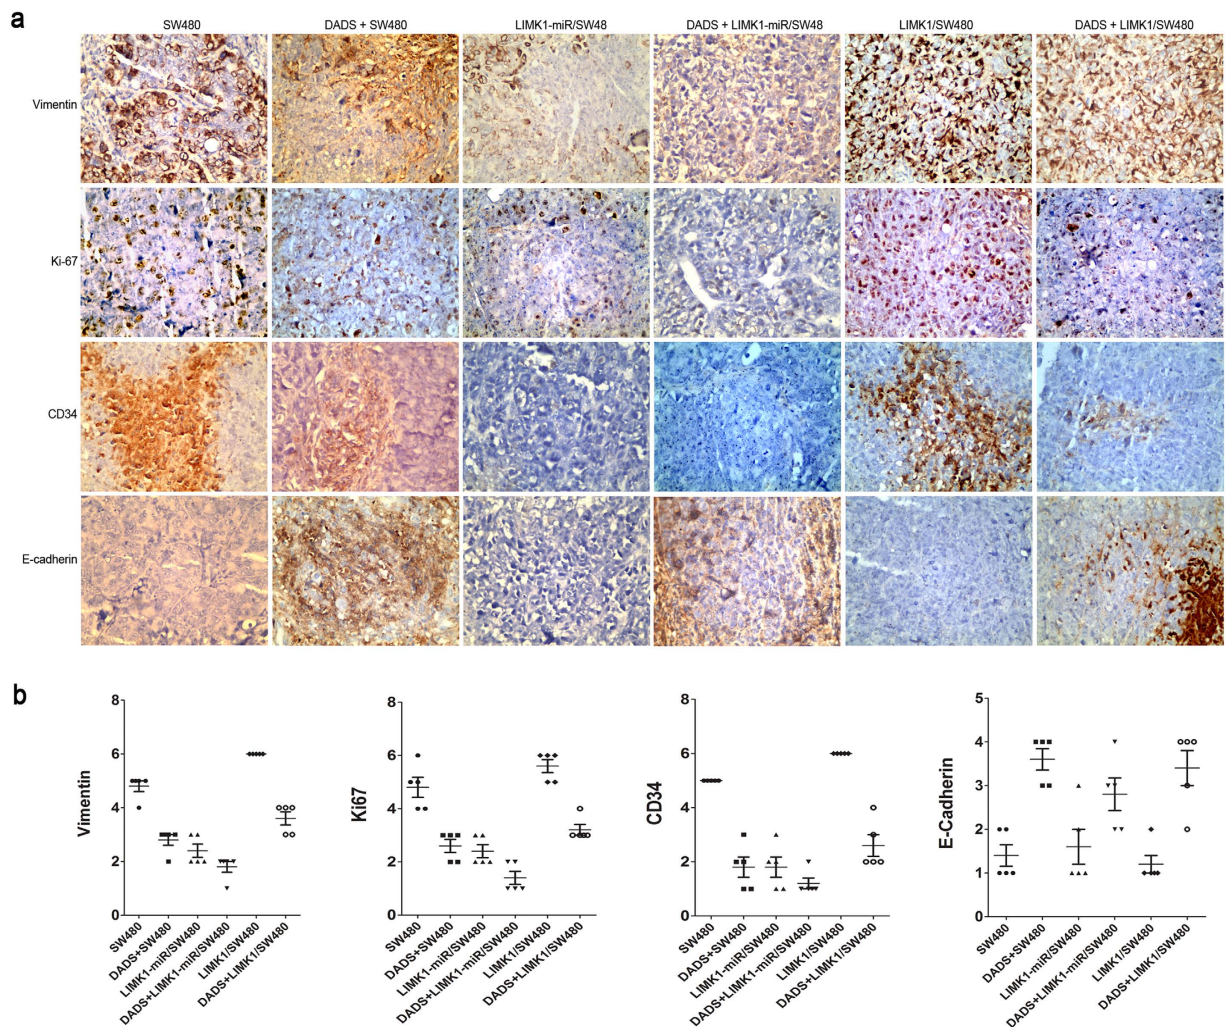 a
SW480
DADS + SW480
LIMK1-miR/SW48
DADS + LIMK1-miR/SW48
LIMK1/SW480
DADS + LIMK1/SW480
Vimentin
Ki-67
CD34
E-cadherin
b
Vimentin
8
6
4
2
0
SW480
DADS+SW480
LIMK1-miR/SW480
DADS+LIMK1-miR/SW480
LIMK1/SW480
DADS+LIMK1/SW480
Ki67
8
6
4
2
0
SW480
DADS+SW480
LIMK1-miR/SW480
DADS+LIMK1-miR/SW480
LIMK1/SW480
DADS+LIMK1/SW480
CD34
8
6
4
2
0
SW480
DADS+SW480
LIMK1-miR/SW480
DADS+LIMK1-miR/SW480
LIMK1/SW480
DADS+LIMK1/SW480
E-Cadherin
5
4
3
2
1
0
SW480
DADS+SW480
LIMK1-miR/SW480
DADS+LIMK1-miR/SW480
LIMK1/SW480
DADS+LIMK1/SW480